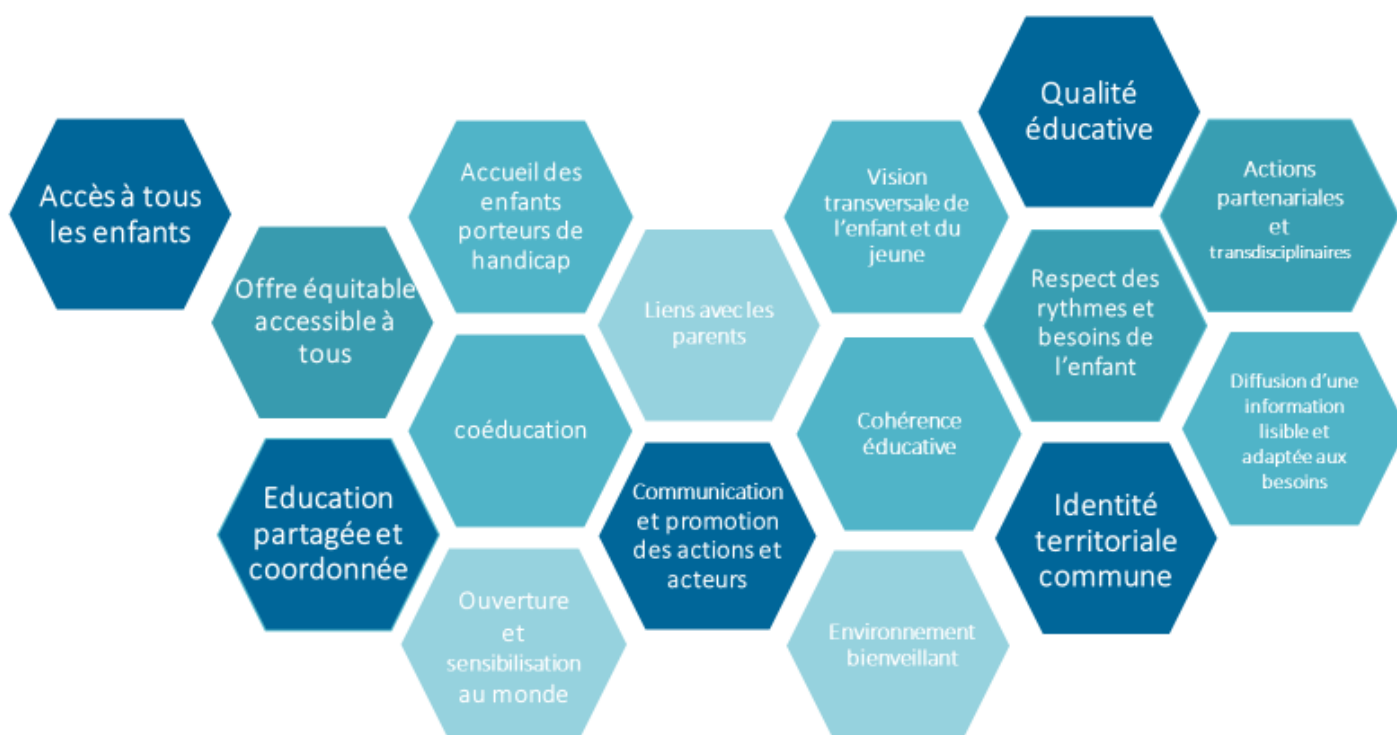 Accès à tous
les enfants
Offre équitable
accessible à
tous
Accueil des
enfants
porteurs de
handicap
Liens avec les
parents
Vision
transversale de
l’enfant et du
jeune
Qualité
éducative
Actions
partenariales
et
transdisciplinaires
Respect des
rythmes et
besoins de
l’enfant
coéducation
Cohérence
éducative
Diffusion d’une
information
lisible et
adaptée aux
besoins
Education
partagée et
coordonnée
Communication
et promotion
des actions et
acteurs
Identité
territoriale
commune
Ouverture
et
sensibilisation
au monde
Environnement
bienveillant